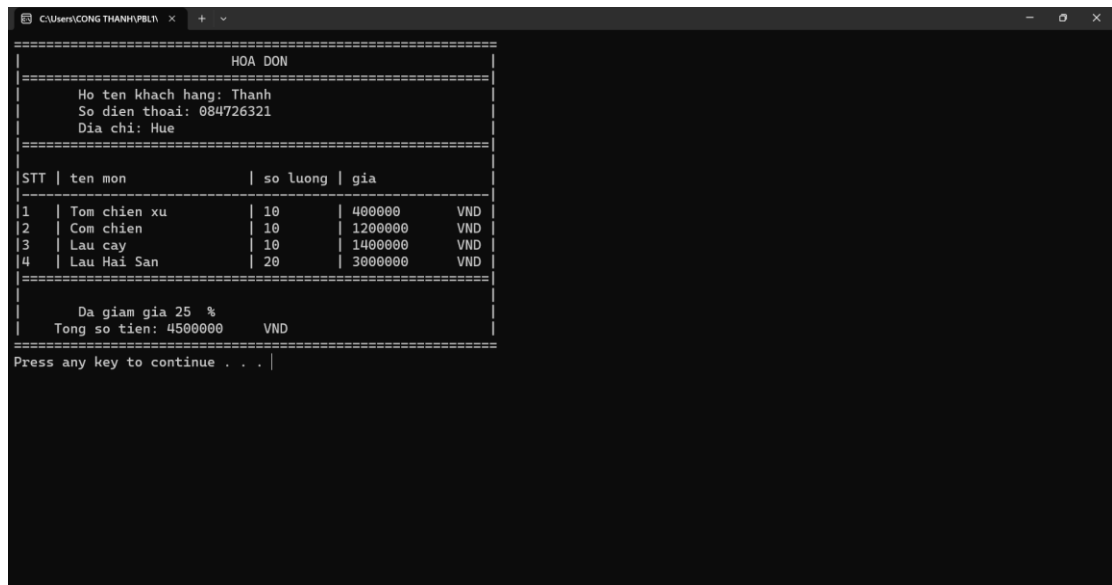 C:\Users\CONG THANH\PBL1\
===========================================================
| HOA DON |
|==========================================================|
| Ho ten khach hang: Thanh |
| So dien thoai: 084726321 |
| Dia chi: Hue |
|==========================================================|
| |
|STT | ten mon | so luong | gia |
|----------------------------------------------------------|
|1 | Tom chien xu | 10 | 400000 VND |
|2 | Com chien | 10 | 1200000 VND |
|3 | Lau cay | 10 | 1400000 VND |
|4 | Lau Hai San | 20 | 3000000 VND |
|==========================================================|
| |
| Da giam gia 25 % |
| Tong so tien: 4500000 VND |
============================================================
Press any key to continue . . .